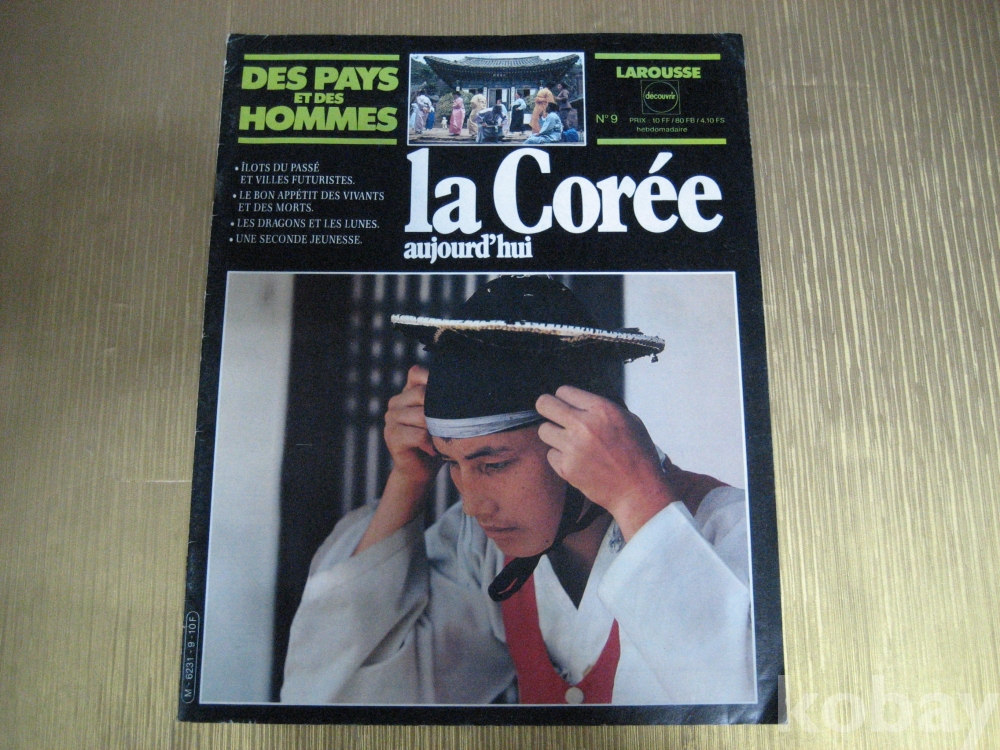 DES PAYS
ET DES
HOMMES
LAROUSSE
découvrir
N° 9 PRIX : 10 FF / 80 FB / 4,10 FS
hebdomadaire
• ÎLOTS DU PASSÉ
ET VILLES FUTURISTES.
• LE BON APPÉTIT DES VIVANTS
ET DES MORTS.
• LES DRAGONS ET LES LUNES.
• UNE SECONDE JEUNESSE.
la Corée
aujourd'hui
M - 6231 - 9 - 10 F
kobay